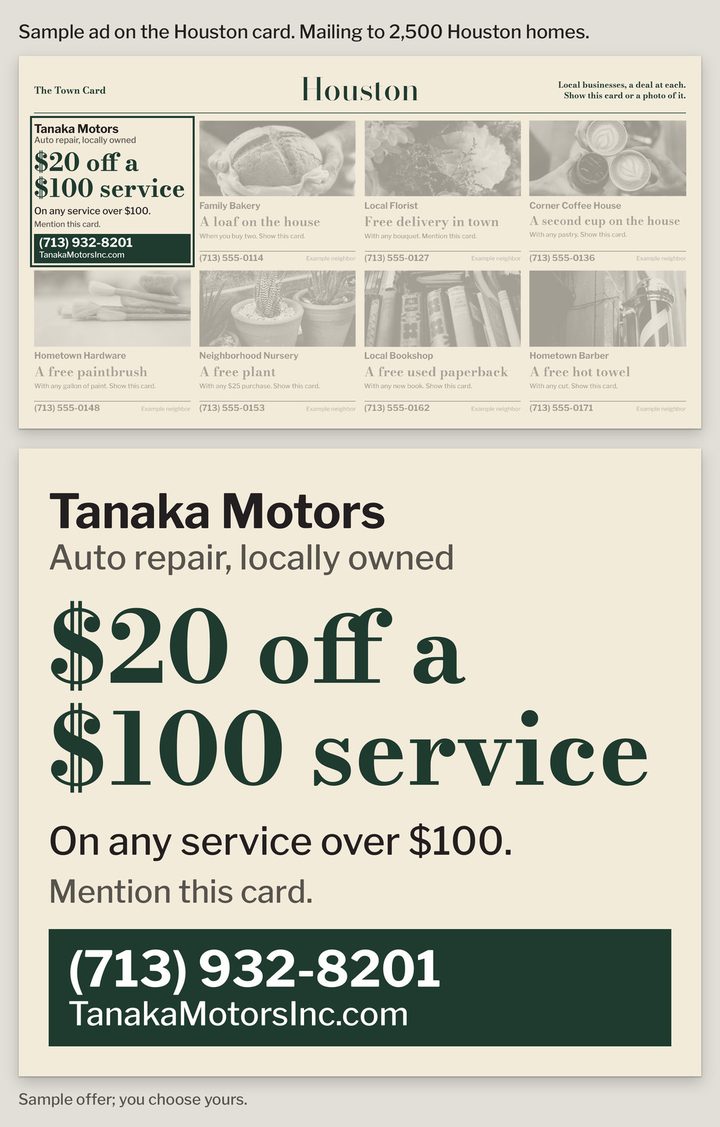 Sample ad on the Houston card. Mailing to 2,500 Houston homes.
The Town Card
Houston
Local businesses, a deal at each.
Show this card or a photo of it.
Tanaka Motors
Auto repair, locally owned
$20 off a
$100 service
On any service over $100.
Mention this card.
(713) 932-8201
TanakaMotorsInc.com
Family Bakery
A loaf on the house
When you buy two. Show this card.
(713) 555-0114
Example neighbor
Local Florist
Free delivery in town
With any bouquet. Mention this card.
(713) 555-0127
Example neighbor
Corner Coffee House
A second cup on the house
With any pastry. Show this card.
(713) 555-0136
Example neighbor
Hometown Hardware
A free paintbrush
With any gallon of paint. Show this card.
(713) 555-0148
Example neighbor
Neighborhood Nursery
A free plant
With any $25 purchase. Show this card.
(713) 555-0153
Example neighbor
Local Bookshop
A free used paperback
With any new book. Show this card.
(713) 555-0162
Example neighbor
Hometown Barber
A free hot towel
With any cut. Show this card.
(713) 555-0171
Example neighbor
Tanaka Motors
Auto repair, locally owned
$20 off a
$100 service
On any service over $100.
Mention this card.
(713) 932-8201
TanakaMotorsInc.com
Sample offer; you choose yours.